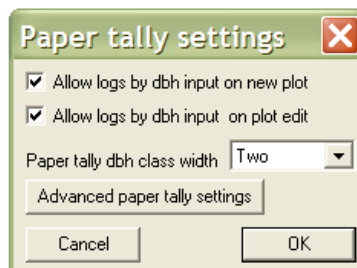 Paper tally settings
Allow logs by dbh input on new plot
Allow logs by dbh input on plot edit
Paper tally dbh class width Two
Advanced paper tally settings
Cancel OK